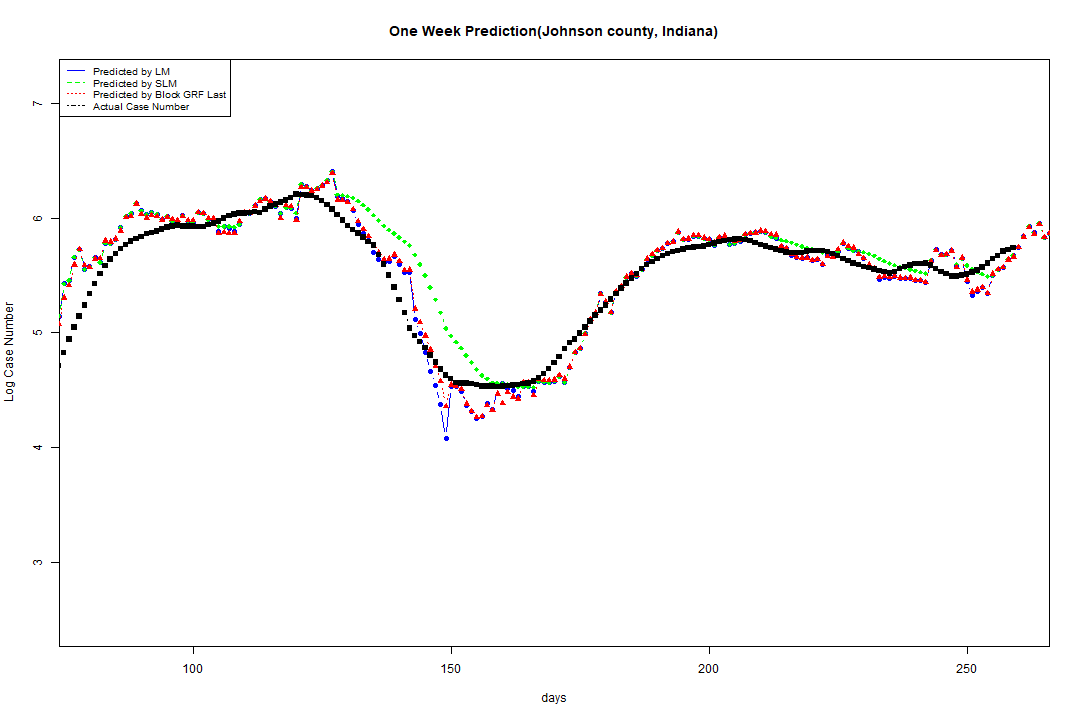 One Week Prediction(Johnson county, Indiana)
Predicted by LM
Predicted by SLM
Predicted by Block GRF Last
Actual Case Number
7
6
5
4
3
Log Case Number
100
150
200
250
days